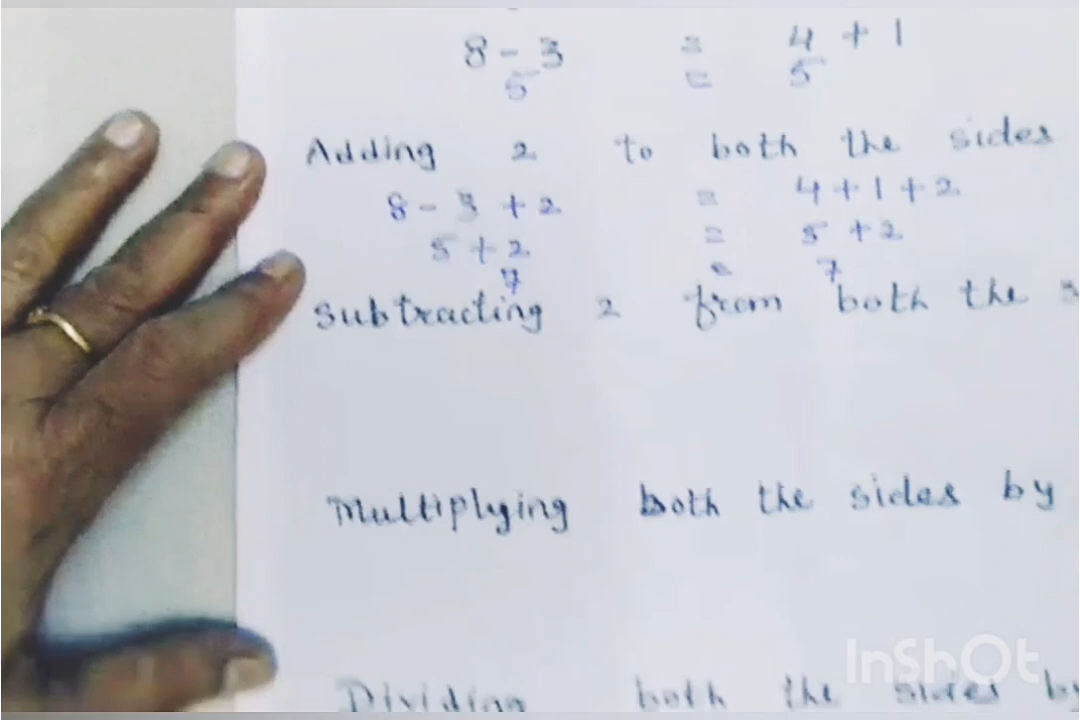 8 - 3 = 4 + 1
5 = 5
Adding 2 to both the sides
8 - 3 + 2 = 4 + 1 + 2
5 + 2 = 5 + 2
7 = 7
subtracting 2 from both the s
Multiplying both the sides by
Dividing both the sides by
InShOt